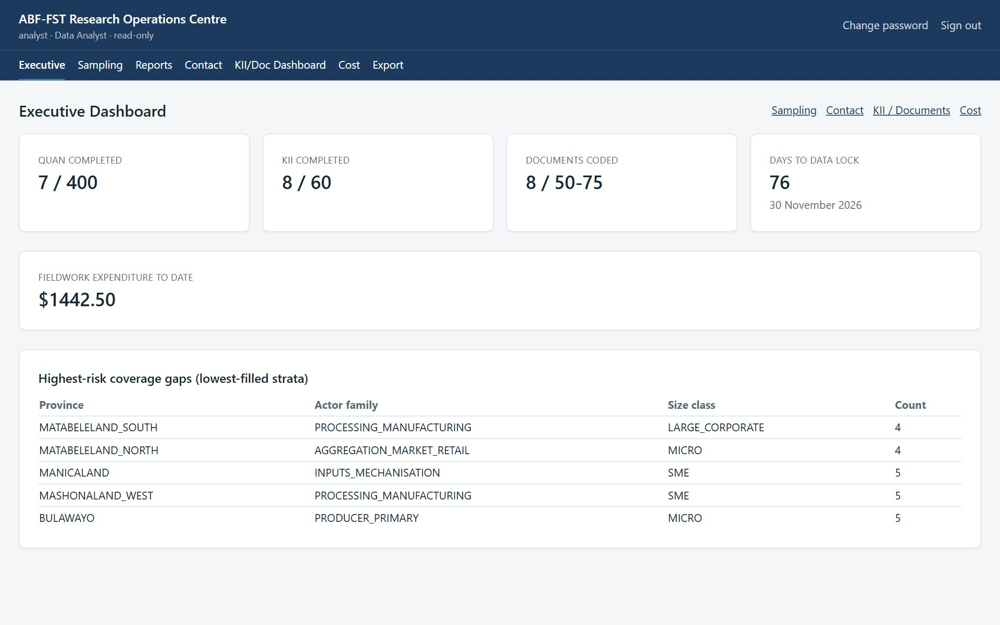 ABF-FST Research Operations Centre
analyst · Data Analyst · read-only
Change password Sign out
Executive Sampling Reports Contact KII/Doc Dashboard Cost Export
Executive Dashboard
Sampling Contact KII / Documents Cost
QUAN COMPLETED
7 / 400
KII COMPLETED
8 / 60
DOCUMENTS CODED
8 / 50-75
DAYS TO DATA LOCK
76
30 November 2026
FIELDWORK EXPENDITURE TO DATE
$1442.50
Highest-risk coverage gaps (lowest-filled strata)
Province Actor family Size class Count
MATABELELAND_SOUTH PROCESSING_MANUFACTURING LARGE_CORPORATE 4
MATABELELAND_NORTH AGGREGATION_MARKET_RETAIL MICRO 4
MANICALAND INPUTS_MECHANISATION SME 5
MASHONALAND_WEST PROCESSING_MANUFACTURING SME 5
BULAWAYO PRODUCER_PRIMARY MICRO 5